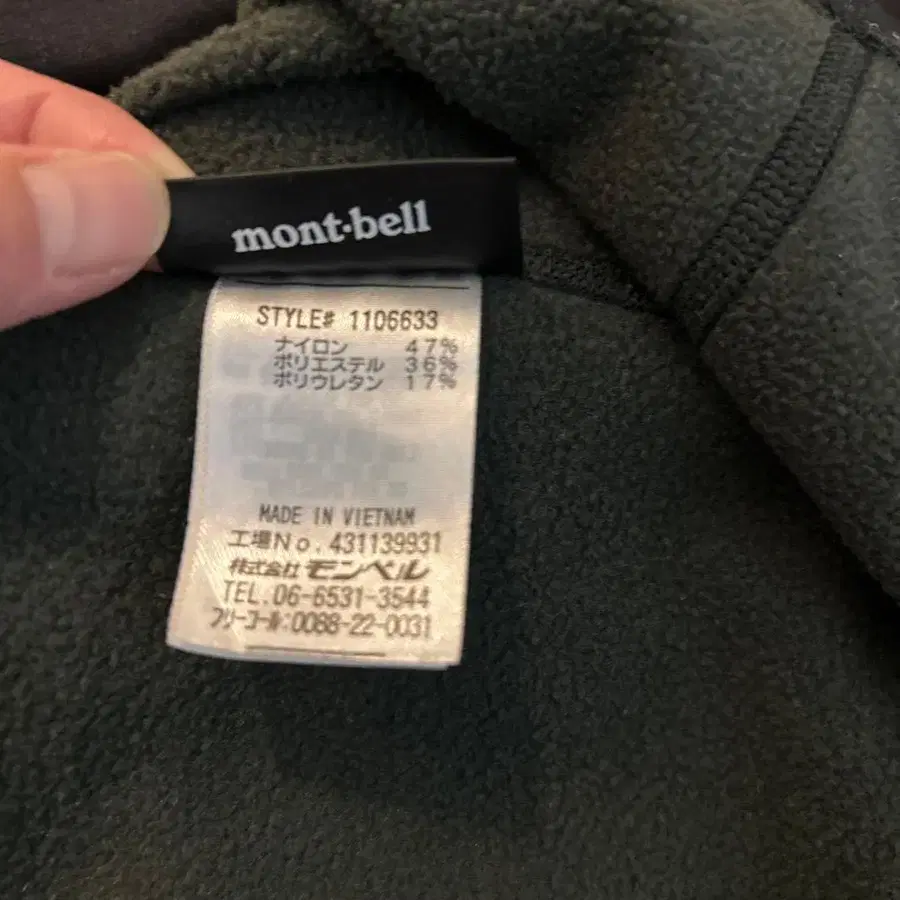 mont·bell
STYLE# 1106633
ナイロン 47%
ポリエステル 36%
ポリウレタン 17%
MADE IN VIETNAM
工場No.431139931
株式会社 モンベル
TEL.06-6531-3544
フリーコール:0088-22-0031